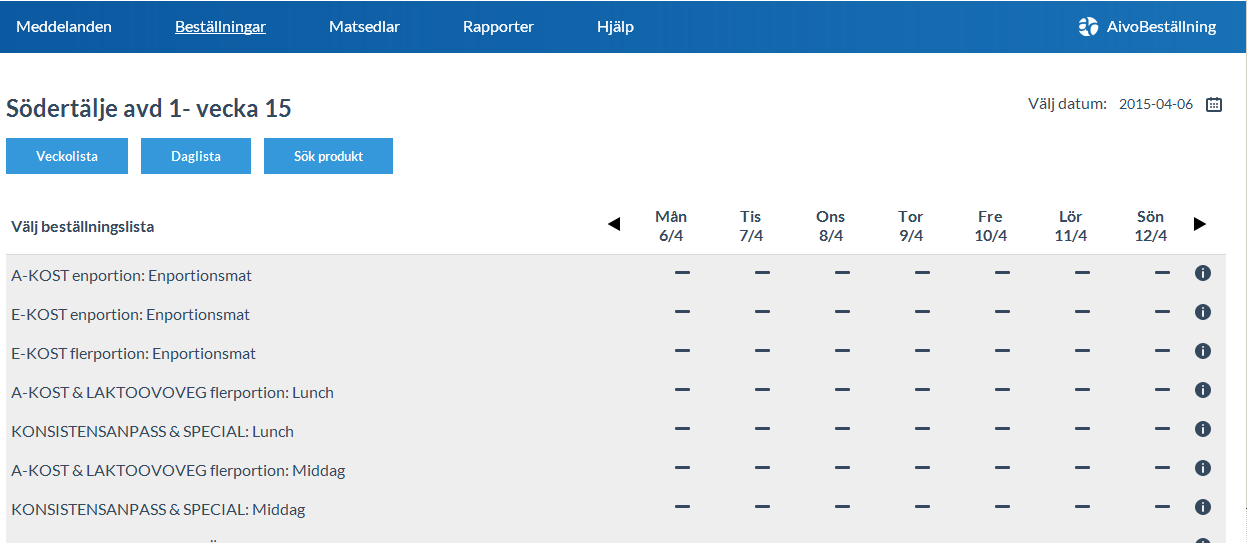 Meddelanden Beställningar Matsedlar Rapporter Hjälp AivoBeställning
Södertälje avd 1- vecka 15
Välj datum: 2015-04-06
Veckolista Daglista Sök produkt
Välj beställningslista
Mån Tis Ons Tor Fre Lör Sön
6/4 7/4 8/4 9/4 10/4 11/4 12/4
A-KOST enportion: Enportionsmat
E-KOST enportion: Enportionsmat
E-KOST flerportion: Enportionsmat
A-KOST & LAKTOOVOVEG flerportion: Lunch
KONSISTENSANPASS & SPECIAL: Lunch
A-KOST & LAKTOOVOVEG flerportion: Middag
KONSISTENSANPASS & SPECIAL: Middag